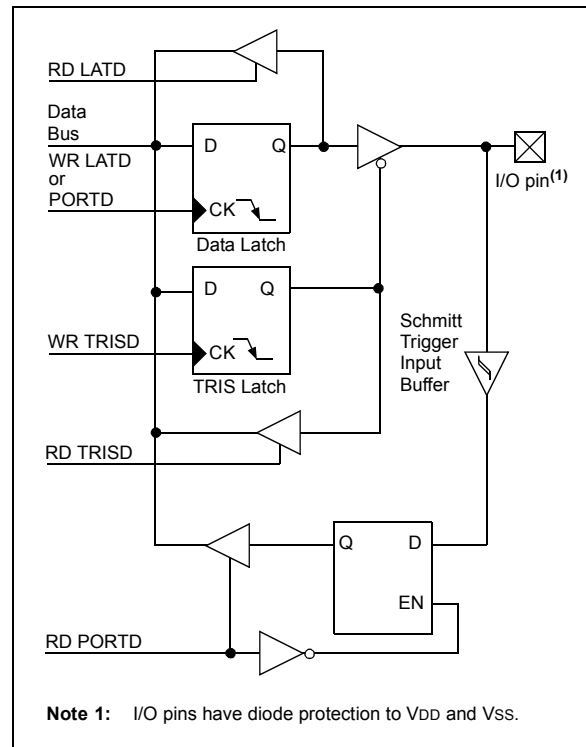 RD LATD
Data
Bus
WR LATD
or
PORTD
D Q
CK
Data Latch
I/O pin(1)
D Q
WR TRISD
CK
TRIS Latch
Schmitt
Trigger
Input
Buffer
RD TRISD
Q D
EN
RD PORTD
Note 1: I/O pins have diode protection to VDD and VSS.